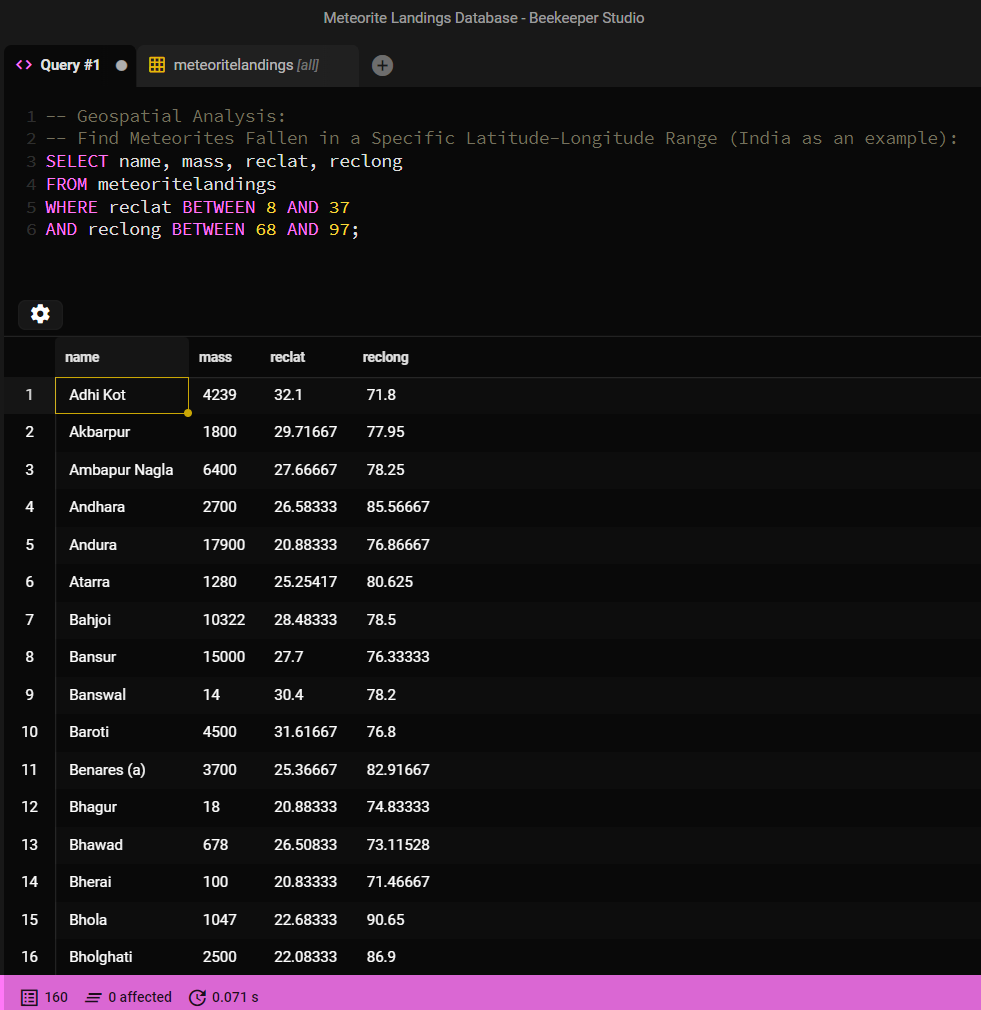 Meteorite Landings Database - Beekeeper Studio
<> Query #1 meteoritelandings [all]
1 -- Geospatial Analysis:
2 -- Find Meteorites Fallen in a Specific Latitude-Longitude Range (India as an example):
3 SELECT name, mass, reclat, reclong
4 FROM meteoritelandings
5 WHERE reclat BETWEEN 8 AND 37
6 AND reclong BETWEEN 68 AND 97;
name mass reclat reclong
1 Adhi Kot 4239 32.1 71.8
2 Akbarpur 1800 29.71667 77.95
3 Ambapur Nagla 6400 27.66667 78.25
4 Andhara 2700 26.58333 85.56667
5 Andura 17900 20.88333 76.86667
6 Atarra 1280 25.25417 80.625
7 Bahjoi 10322 28.48333 78.5
8 Bansur 15000 27.7 76.33333
9 Banswal 14 30.4 78.2
10 Baroti 4500 31.61667 76.8
11 Benares (a) 3700 25.36667 82.91667
12 Bhagur 18 20.88333 74.83333
13 Bhawad 678 26.50833 73.11528
14 Bherai 100 20.83333 71.46667
15 Bhola 1047 22.68333 90.65
16 Bholghati 2500 22.08333 86.9
160 0 affected 0.071 s